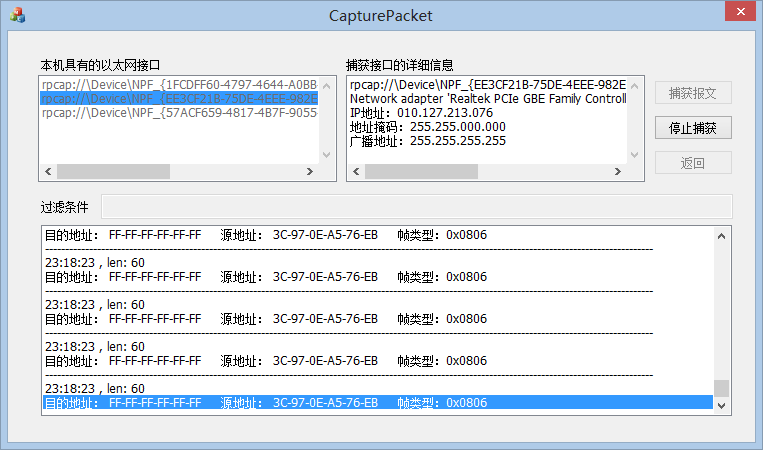 CapturePacket
本机具有的以太网接口
rpcap://\Device\NPF_{1FCDFF60-4797-4644-A0BB
rpcap://\Device\NPF_{EE3CF21B-75DE-4EEE-982E
rpcap://\Device\NPF_{57ACF659-4817-4B7F-9055-
捕获接口的详细信息
rpcap://\Device\NPF_{EE3CF21B-75DE-4EEE-982E
Network adapter 'Realtek PCIe GBE Family Controll
IP地址：010.127.213.076
地址掩码：255.255.000.000
广播地址：255.255.255.255
捕获报文
停止捕获
返回
过滤条件
目的地址： FF-FF-FF-FF-FF-FF 源地址： 3C-97-0E-A5-76-EB 帧类型：0x0806
23:18:23 , len: 60
目的地址： FF-FF-FF-FF-FF-FF 源地址： 3C-97-0E-A5-76-EB 帧类型：0x0806
23:18:23 , len: 60
目的地址： FF-FF-FF-FF-FF-FF 源地址： 3C-97-0E-A5-76-EB 帧类型：0x0806
23:18:23 , len: 60
目的地址： FF-FF-FF-FF-FF-FF 源地址： 3C-97-0E-A5-76-EB 帧类型：0x0806
23:18:23 , len: 60
目的地址： FF-FF-FF-FF-FF-FF 源地址： 3C-97-0E-A5-76-EB 帧类型：0x0806